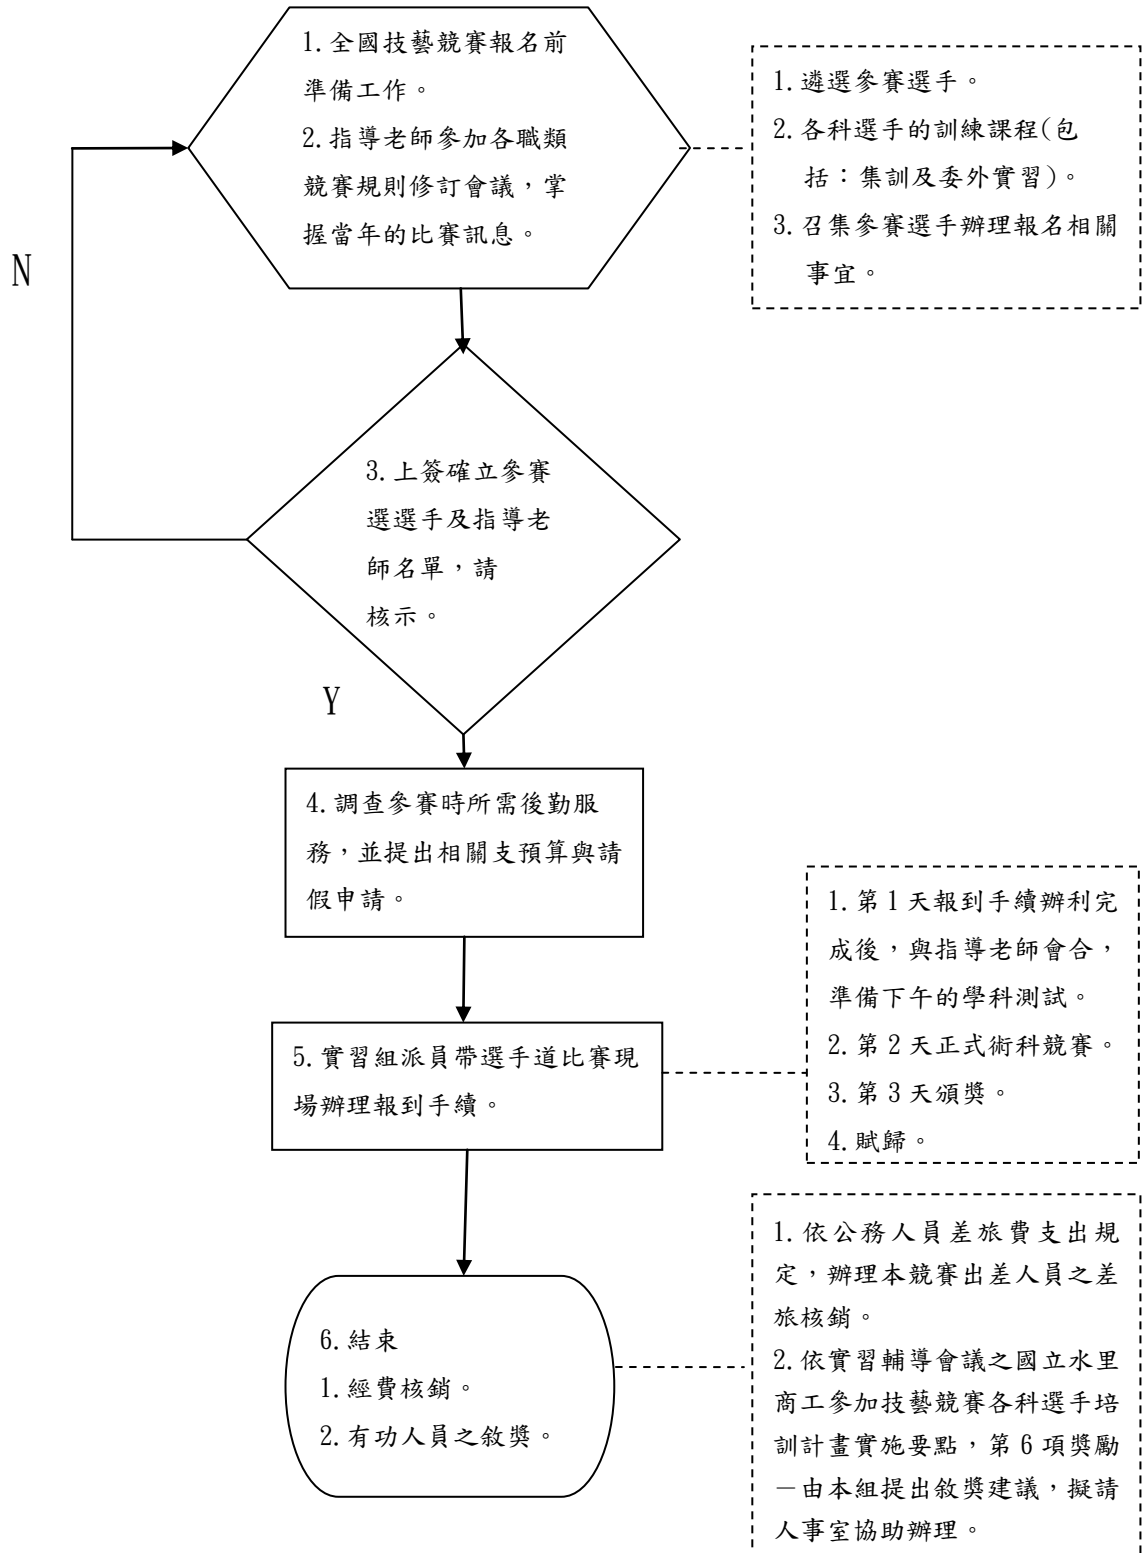 1.全國技藝競賽報名前
準備工作。
2.指導老師參加各職類
競賽規則修訂會議，掌
握當年的比賽訊息。
1.遴選參賽選手。
2.各科選手的訓練課程(包
括：集訓及委外實習)。
3.召集參賽選手辦理報名相關
事宜。
N
3.上簽確立參賽
選選手及指導老
師名單，請
核示。
Y
4.調查參賽時所需後勤服
務，並提出相關支預算與請
假申請。
1.第1天報到手續辦利完
成後，與指導老師會合，
準備下午的學科測試。
2.第2天正式術科競賽。
3.第3天頒獎。
4.賦歸。
5.實習組派員帶選手道比賽現
場辦理報到手續。
1.依公務人員差旅費支出規
定，辦理本競賽出差人員之差
旅核銷。
2.依實習輔導會議之國立水里
商工參加技藝競賽各科選手培
訓計畫實施要點，第6項獎勵
－由本組提出敘獎建議，擬請
人事室協助辦理。
6.結束
1.經費核銷。
2.有功人員之敘獎。